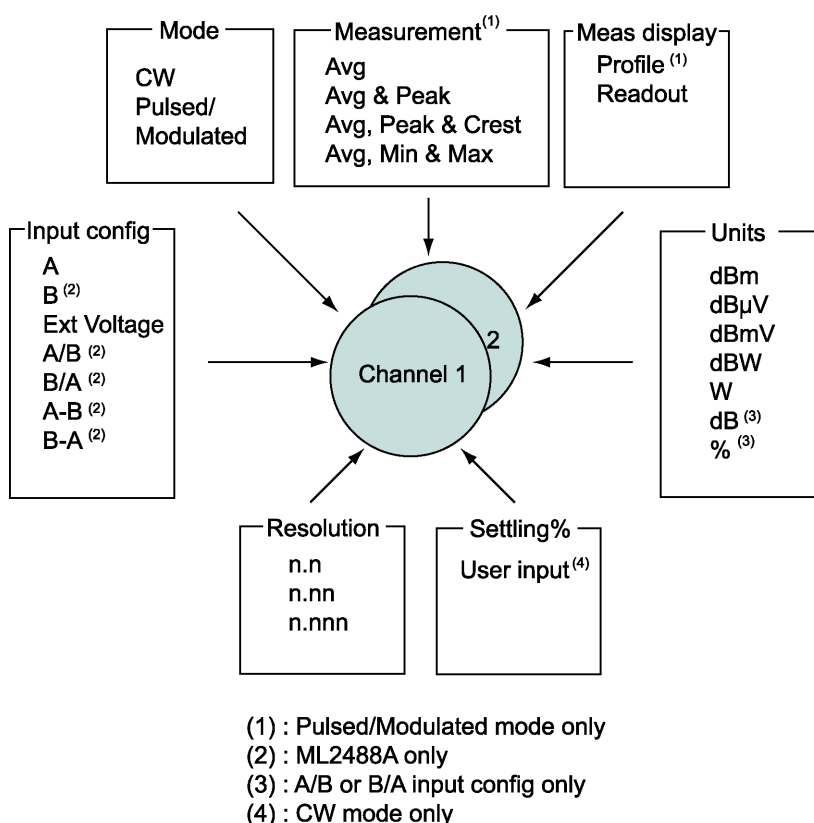 Mode
CW
Pulsed/
Modulated
Measurement(1)
Avg
Avg & Peak
Avg, Peak & Crest
Avg, Min & Max
Meas display
Profile (1)
Readout
Input config
A
B (2)
Ext Voltage
A/B (2)
B/A (2)
A-B (2)
B-A (2)
2
Channel 1
Units
dBm
dBµV
dBmV
dBW
W
dB (3)
% (3)
Resolution
n.n
n.nn
n.nnn
Settling%
User input(4)
(1) : Pulsed/Modulated mode only
(2) : ML2488A only
(3) : A/B or B/A input config only
(4) : CW mode only